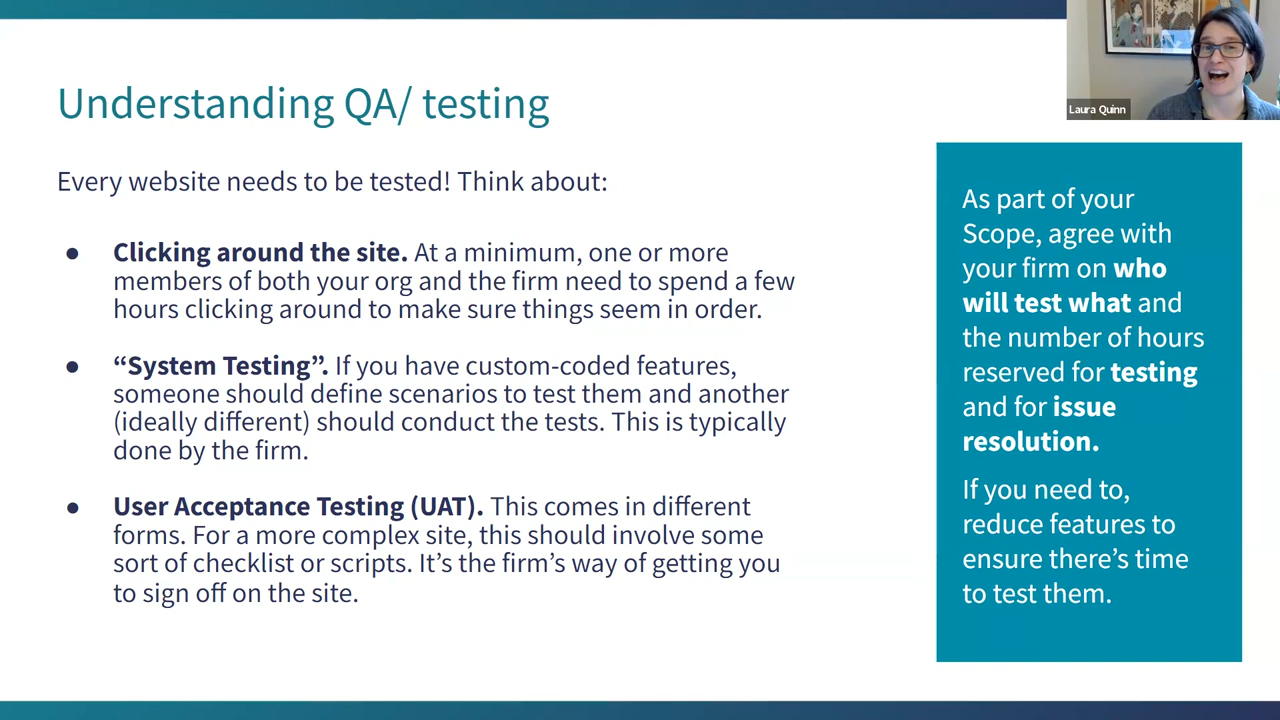 Understanding QA/ testing
Laura Quinn
Every website needs to be tested! Think about:
● Clicking around the site. At a minimum, one or more
members of both your org and the firm need to spend a few
hours clicking around to make sure things seem in order.
● “System Testing”. If you have custom-coded features,
someone should define scenarios to test them and another
(ideally different) should conduct the tests. This is typically
done by the firm.
● User Acceptance Testing (UAT). This comes in different
forms. For a more complex site, this should involve some
sort of checklist or scripts. It’s the firm’s way of getting you
to sign off on the site.
As part of your
Scope, agree with
your firm on who
will test what and
the number of hours
reserved for testing
and for issue
resolution.
If you need to,
reduce features to
ensure there’s time
to test them.